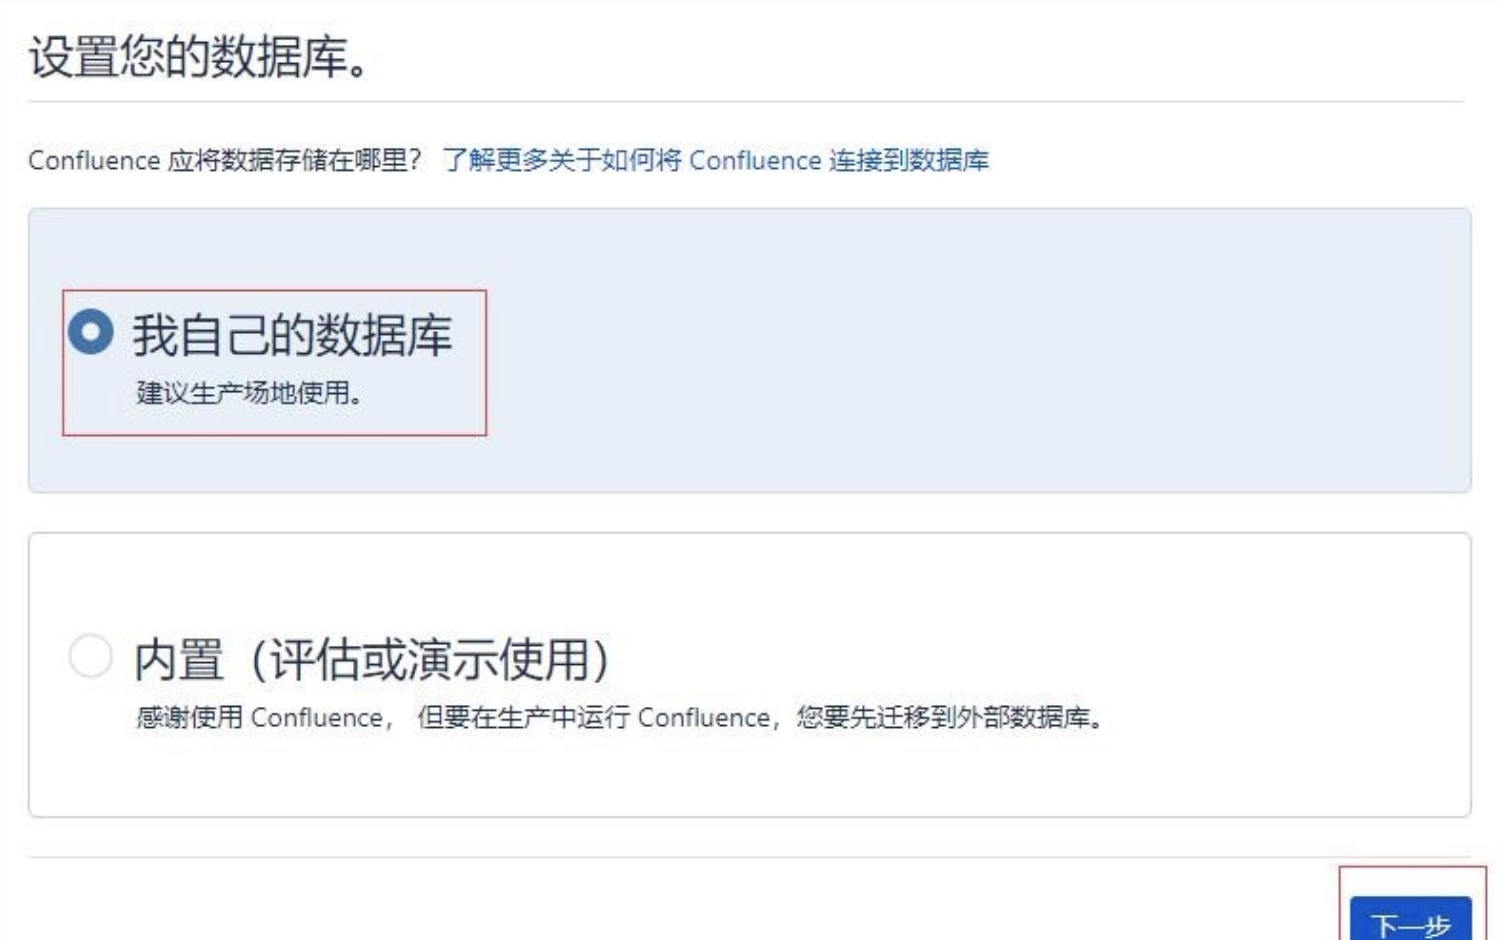 设置您的数据库。
Confluence 应将数据存储在哪里? 了解更多关于如何将 Confluence 连接到数据库
我自己的数据库
建议生产场地使用。
内置（评估或演示使用）
感谢使用 Confluence， 但要在生产中运行 Confluence，您要先迁移到外部数据库。
下一步